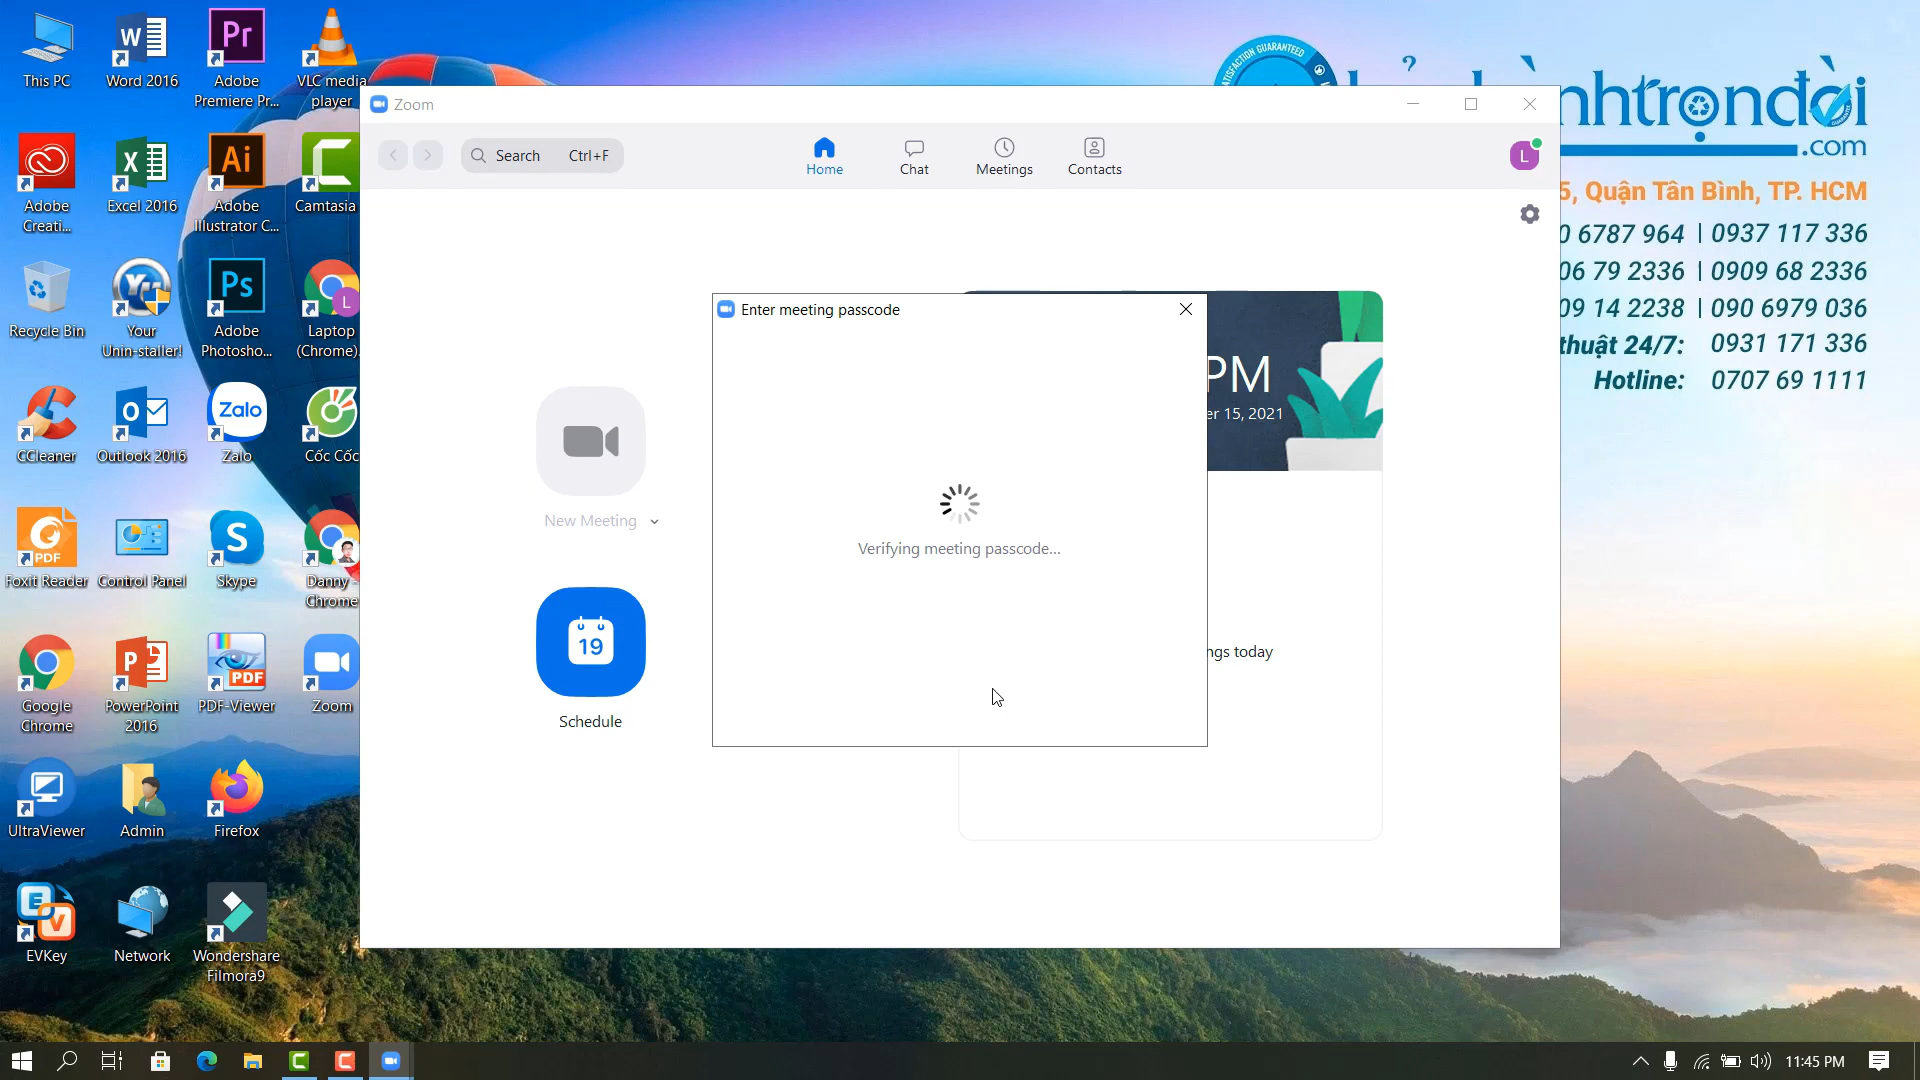 This PC
Word 2016
Adobe
Premiere Pr...
VLC media
player
Adobe
Creati...
Excel 2016
Adobe
Illustrator C...
Camtasia
Recycle Bin
Your
Unin-staller!
Adobe
Photosho...
Laptop
(Chrome)
CCleaner
Outlook 2016
Zalo
Cốc Cốc
Foxit Reader
Control Panel
Skype
Danny -
Chrome
Google
Chrome
PowerPoint
2016
PDF-Viewer
Zoom
UltraViewer
Admin
Firefox
EVKey
Network
Wondershare
Filmora9
Zoom
Search Ctrl+F
Home
Chat
Meetings
Contacts
L
New Meeting
19
Schedule
Enter meeting passcode
Verifying meeting passcode...
PM
er 15, 2021
ngs today
SATISFACTION GUARANTEED
nhtrọnđời
.com
5, Quận Tân Bình, TP. HCM
0 6787 964 | 0937 117 336
06 79 2336 | 0909 68 2336
09 14 2238 | 090 6979 036
thuật 24/7: 0931 171 336
Hotline: 0707 69 1111
11:45 PM